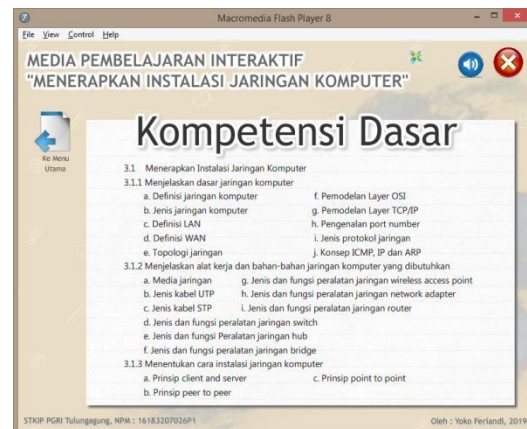 Macromedia Flash Player 8
File View Control Help
MEDIA PEMBELAJARAN INTERAKTIF
"MENERAPKAN INSTALASI JARINGAN KOMPUTER"
Ke Menu
Utama
Kompetensi Dasar
3.1 Menerapkan Instalasi Jaringan Komputer
3.1.1 Menjelaskan dasar jaringan komputer
a. Definisi jaringan komputer f. Pemodelan Layer OSI
b. Jenis jaringan komputer g. Pemodelan Layer TCP/IP
c. Definisi LAN h. Pengenalan port number
d. Definisi WAN i. Jenis protokol jaringan
e. Topologi jaringan j. Konsep ICMP, IP dan ARP
3.1.2 Menjelaskan alat kerja dan bahan-bahan jaringan komputer yang dibutuhkan
a. Media jaringan g. Jenis dan fungsi peralatan jaringan wireless access point
b. Jenis kabel UTP h. Jenis dan fungsi peralatan jaringan network adapter
c. Jenis kabel STP i. Jenis dan fungsi peralatan jaringan router
d. Jenis dan fungsi peralatan jaringan switch
e. Jenis dan fungsi Peralatan jaringan hub
f. Jenis dan fungsi peralatan jaringan bridge
3.1.3 Menentukan cara instalasi jaringan komputer
a. Prinsip client and server c. Prinsip point to point
b. Prinsip peer to peer
STKIP PGRI Tulungagung, NPM : 16183207026P1 Oleh : Yoko Feriandi, 2019